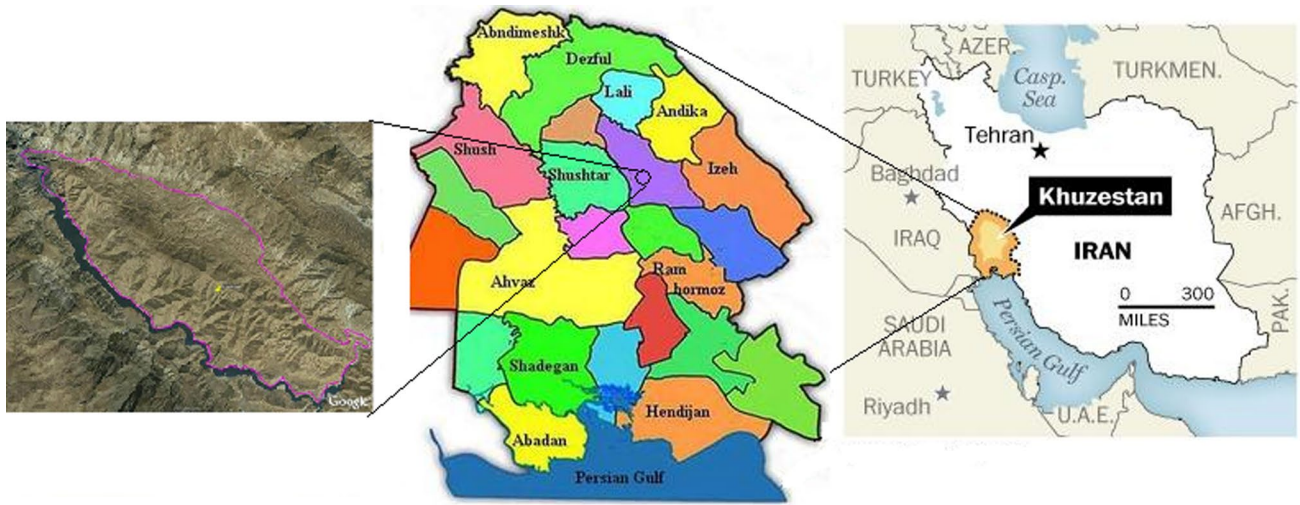 Google
Abndimeshk
Dezful
Lali
Andika
Shush
Shushtar
Izeh
Ahvaz
Ram
hormoz
Shadegan
Hendijan
Abadan
Persian Gulf
AZER.
TURKEY
Casp.
Sea
TURKMEN.
Tehran
Baghdad
Khuzestan
AFGH.
IRAQ
IRAN
0 300
MILES
PAK.
SAUDI
ARABIA
Persian Gulf
Riyadh
U.A.E.